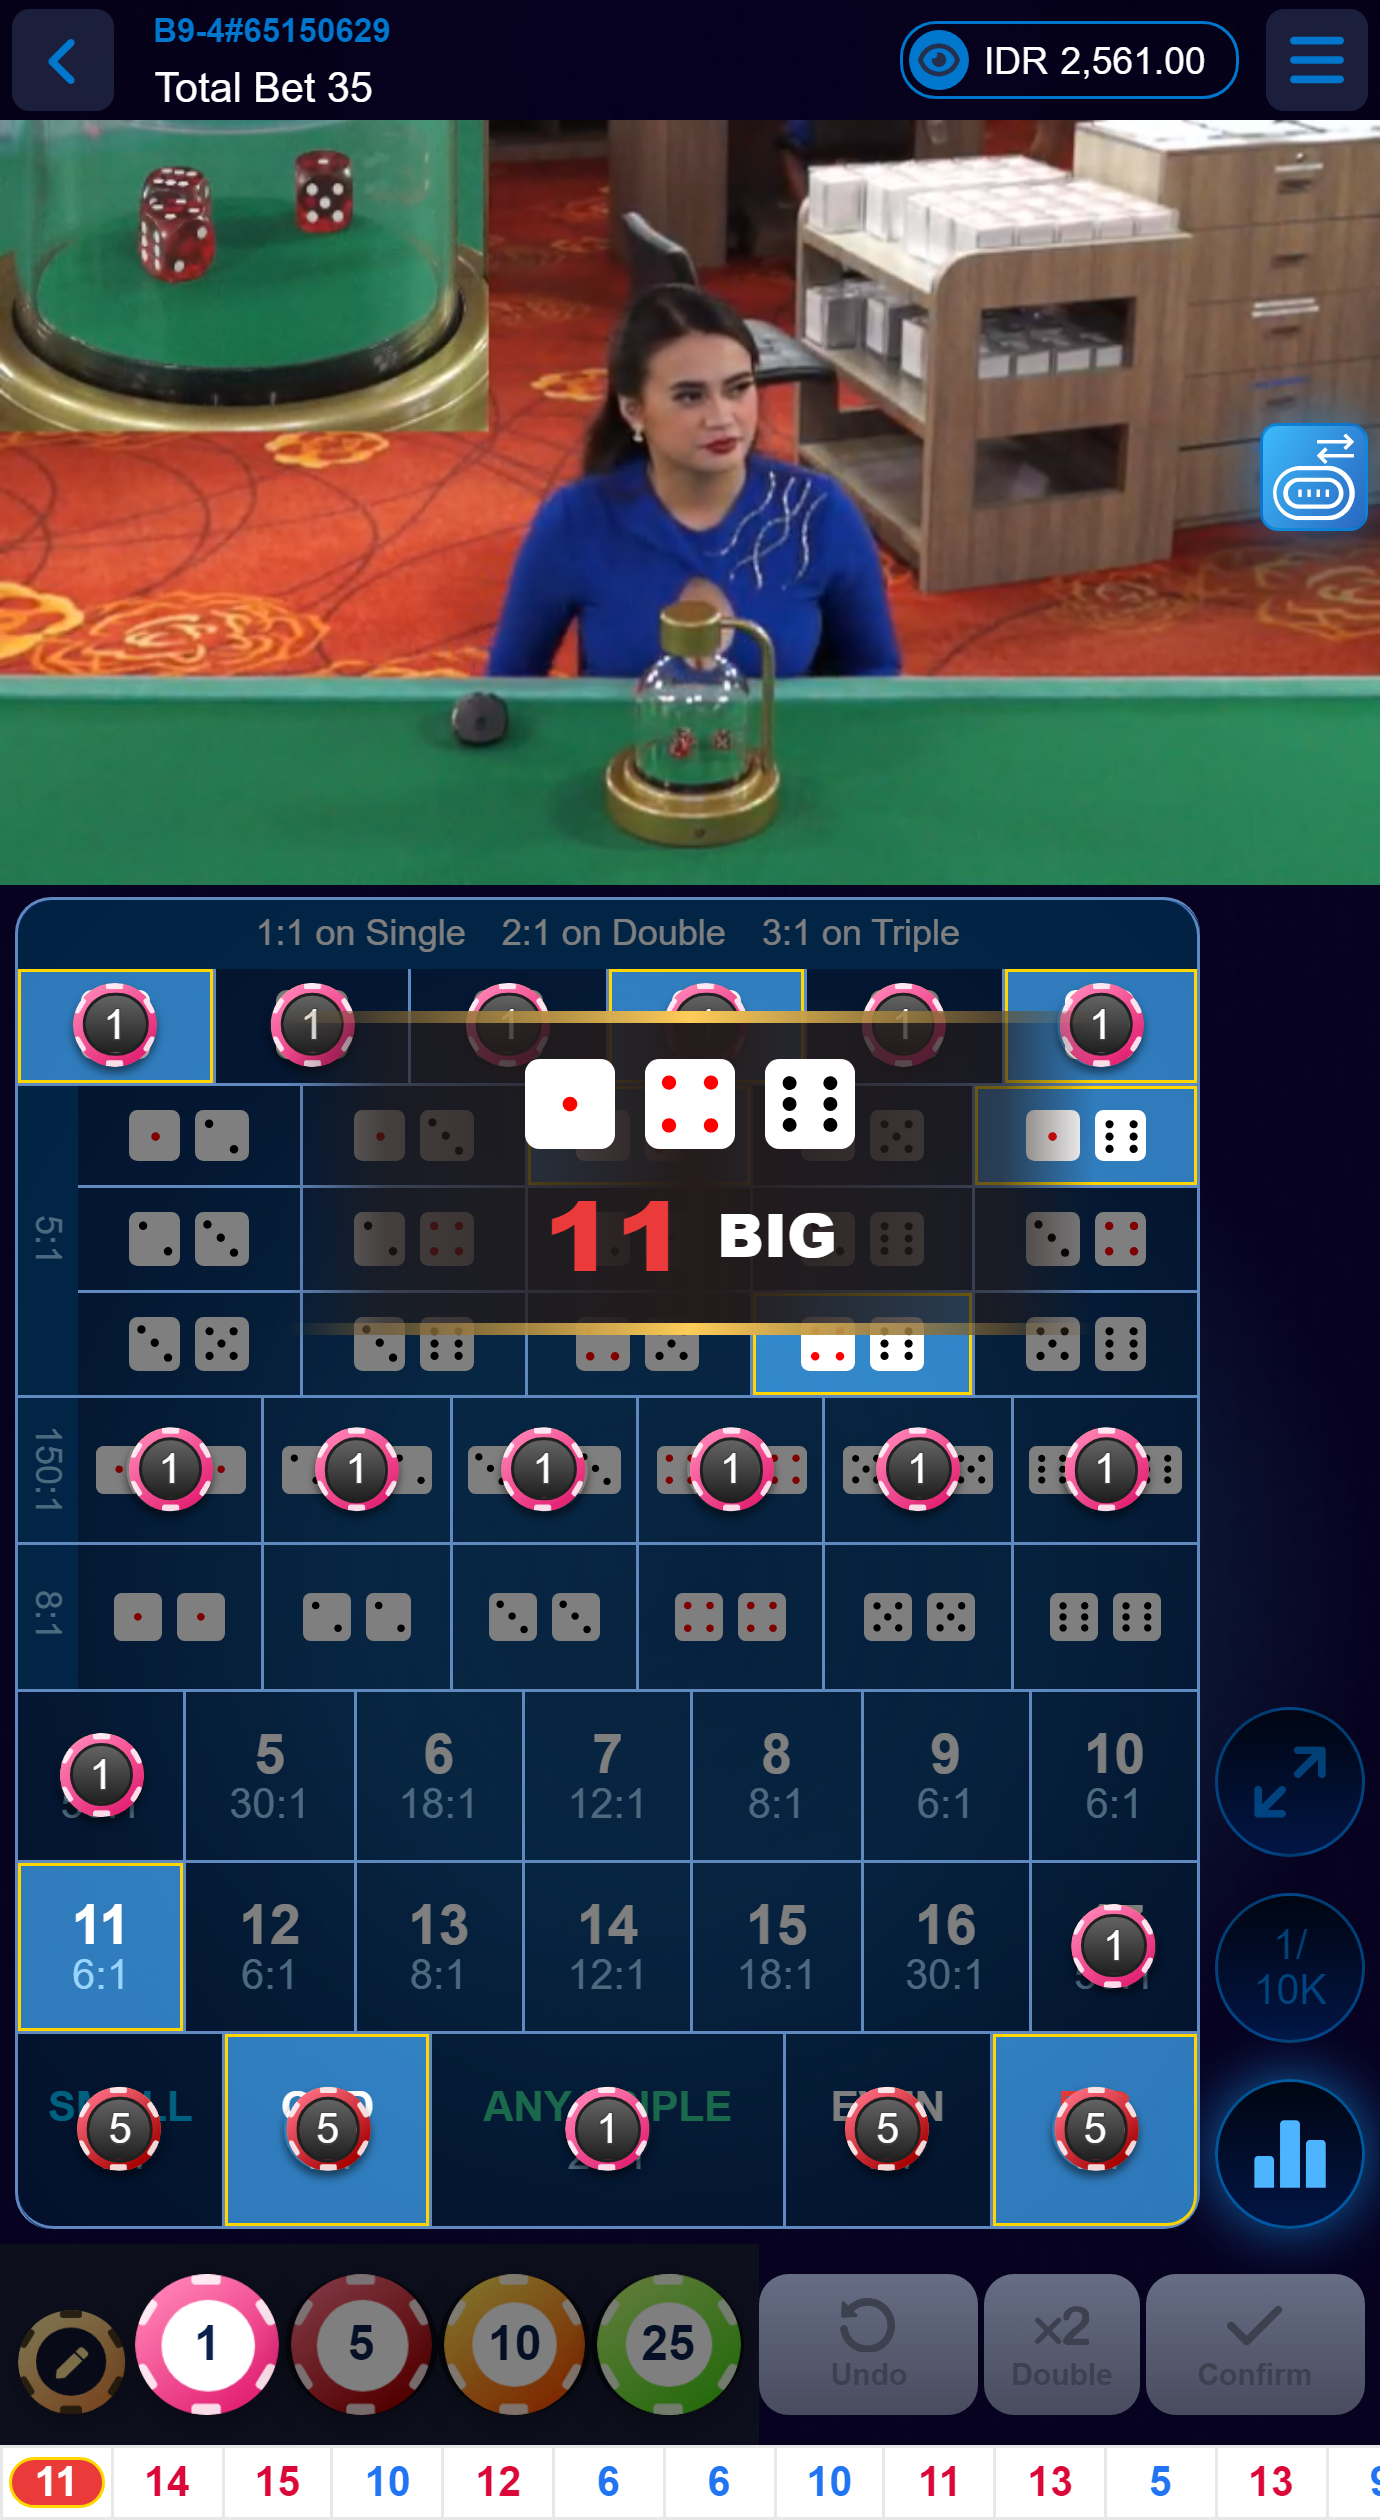 B9-4#65150629
Total Bet 35
IDR 2,561.00
1:1 on Single 2:1 on Double 3:1 on Triple
1 1 1 1 1
11 BIG
5:1
150:1
1 1 1 1 1 1
8:1
1 5 6 7 8 9 10
30:1 18:1 12:1 8:1 6:1 6:1
11 12 13 14 15 16 1
6:1 6:1 8:1 12:1 18:1 30:1
5 5 1 5 5
1/
10K
1 5 10 25
x2
Undo Double Confirm
11 14 15 10 12 6 6 10 11 13 5 13